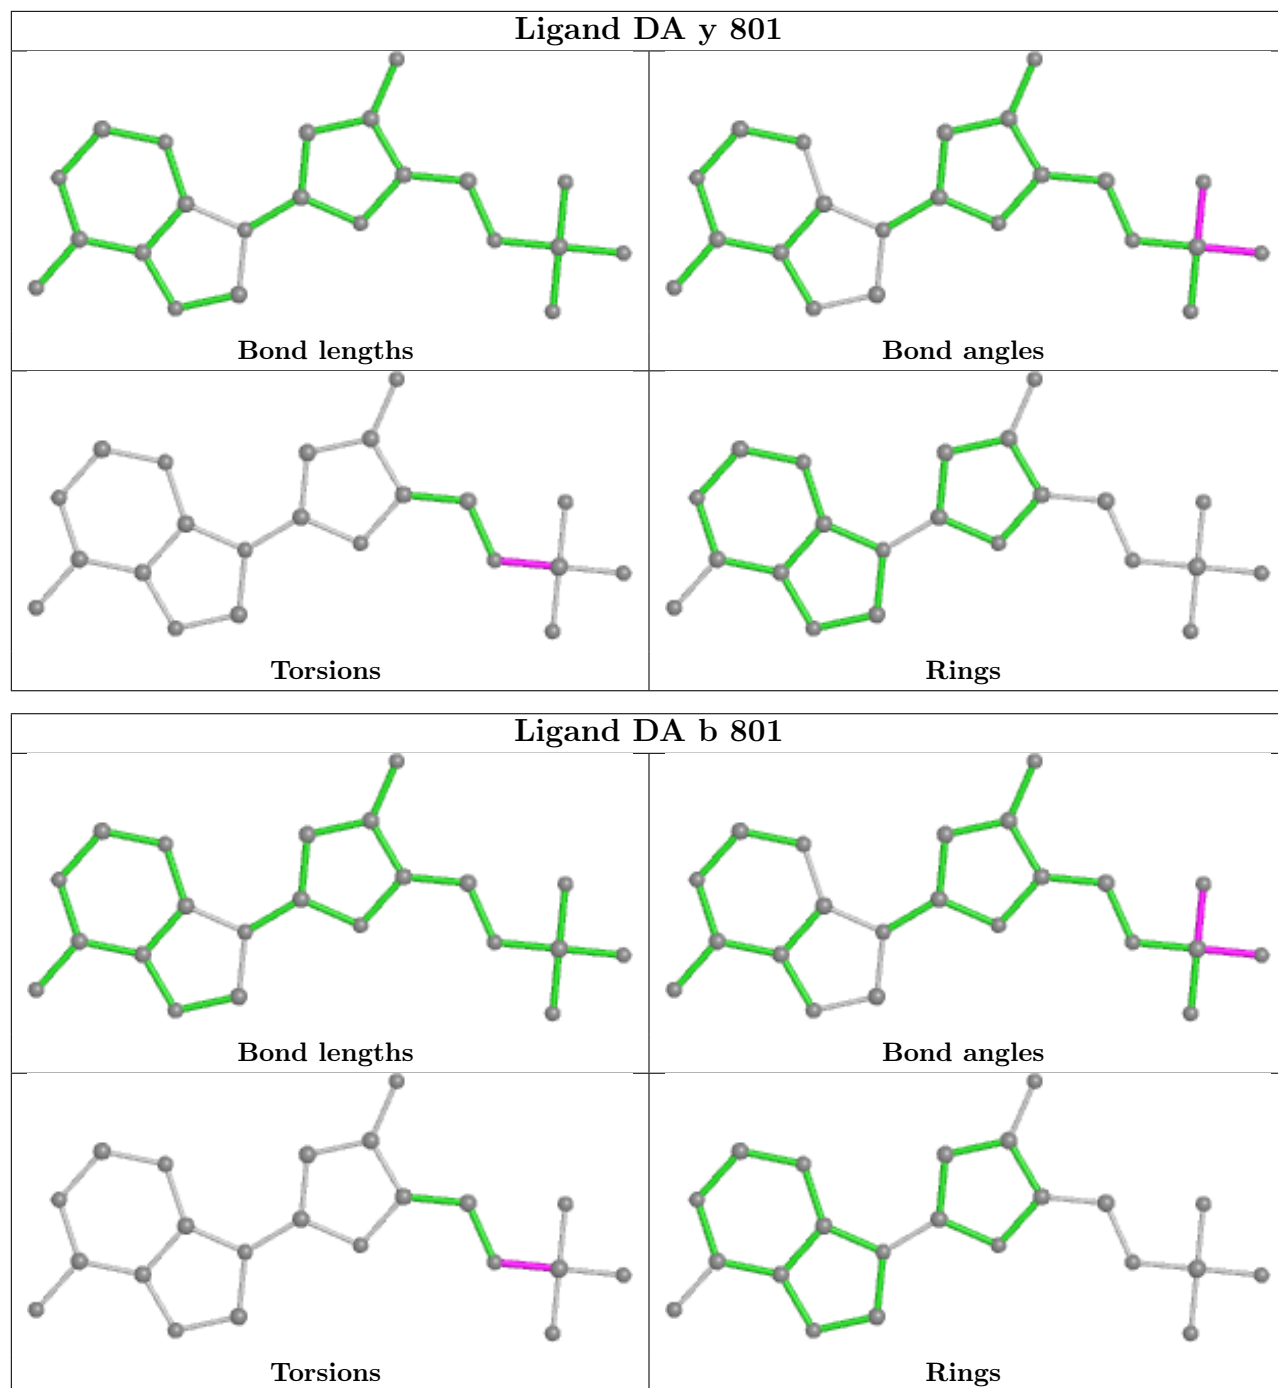 Ligand DA y 801
Bond lengths
Bond angles
Torsions
Rings
Ligand DA b 801
Bond lengths
Bond angles
Torsions
Rings